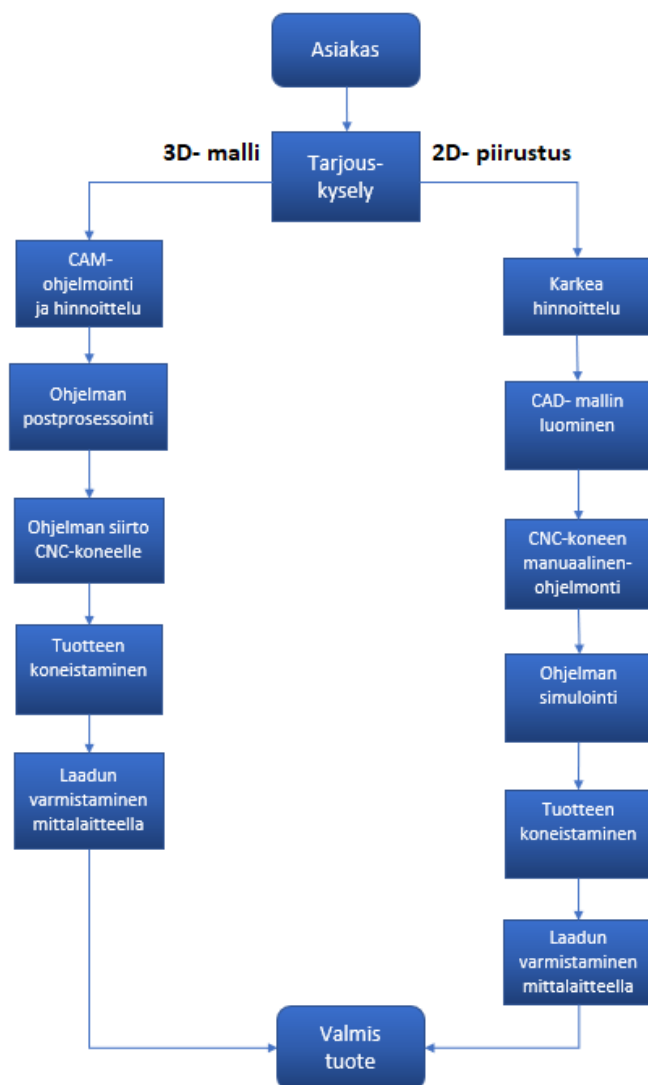 Asiakas
3D- malli
Tarjous-
kysely
2D- piirustus
CAM-
ohjelmointi
ja hinnoittelu
Ohjelman
postprosessointi
Ohjelman siirto
CNC-koneelle
Tuotteen
koneistaminen
Laadun
varmistaminen
mittalaitteella
Karkea
hinnoittelu
CAD- mallin
luominen
CNC-koneen
manuaalinen-
ohjelmonti
Ohjelman
simulointi
Tuotteen
koneistaminen
Laadun
varmistaminen
mittalaitteella
Valmis
tuote